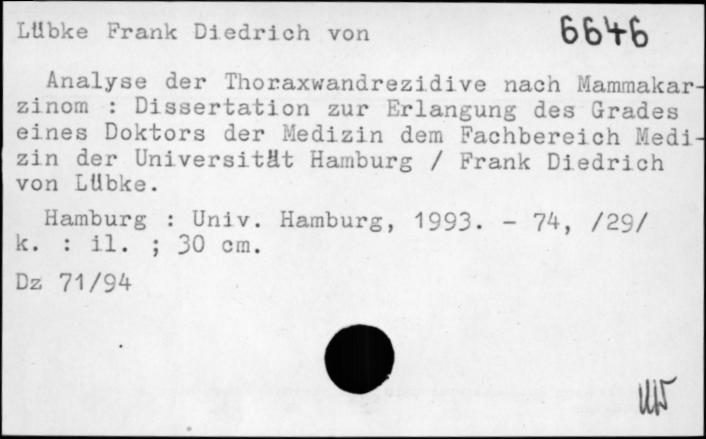 Lübke Frank Diedrich von 6646
Analyse der Thoraxwandrezidive nach Mammakar-
zinom : Dissertation zur Erlangung des Grades
eines Doktors der Medizin dem Fachbereich Medi-
zin der Universität Hamburg / Frank Diedrich
von Lübke.
Hamburg : Univ. Hamburg, 1993. - 74, /29/
k. : il. ; 30 cm.
Dz 71/94